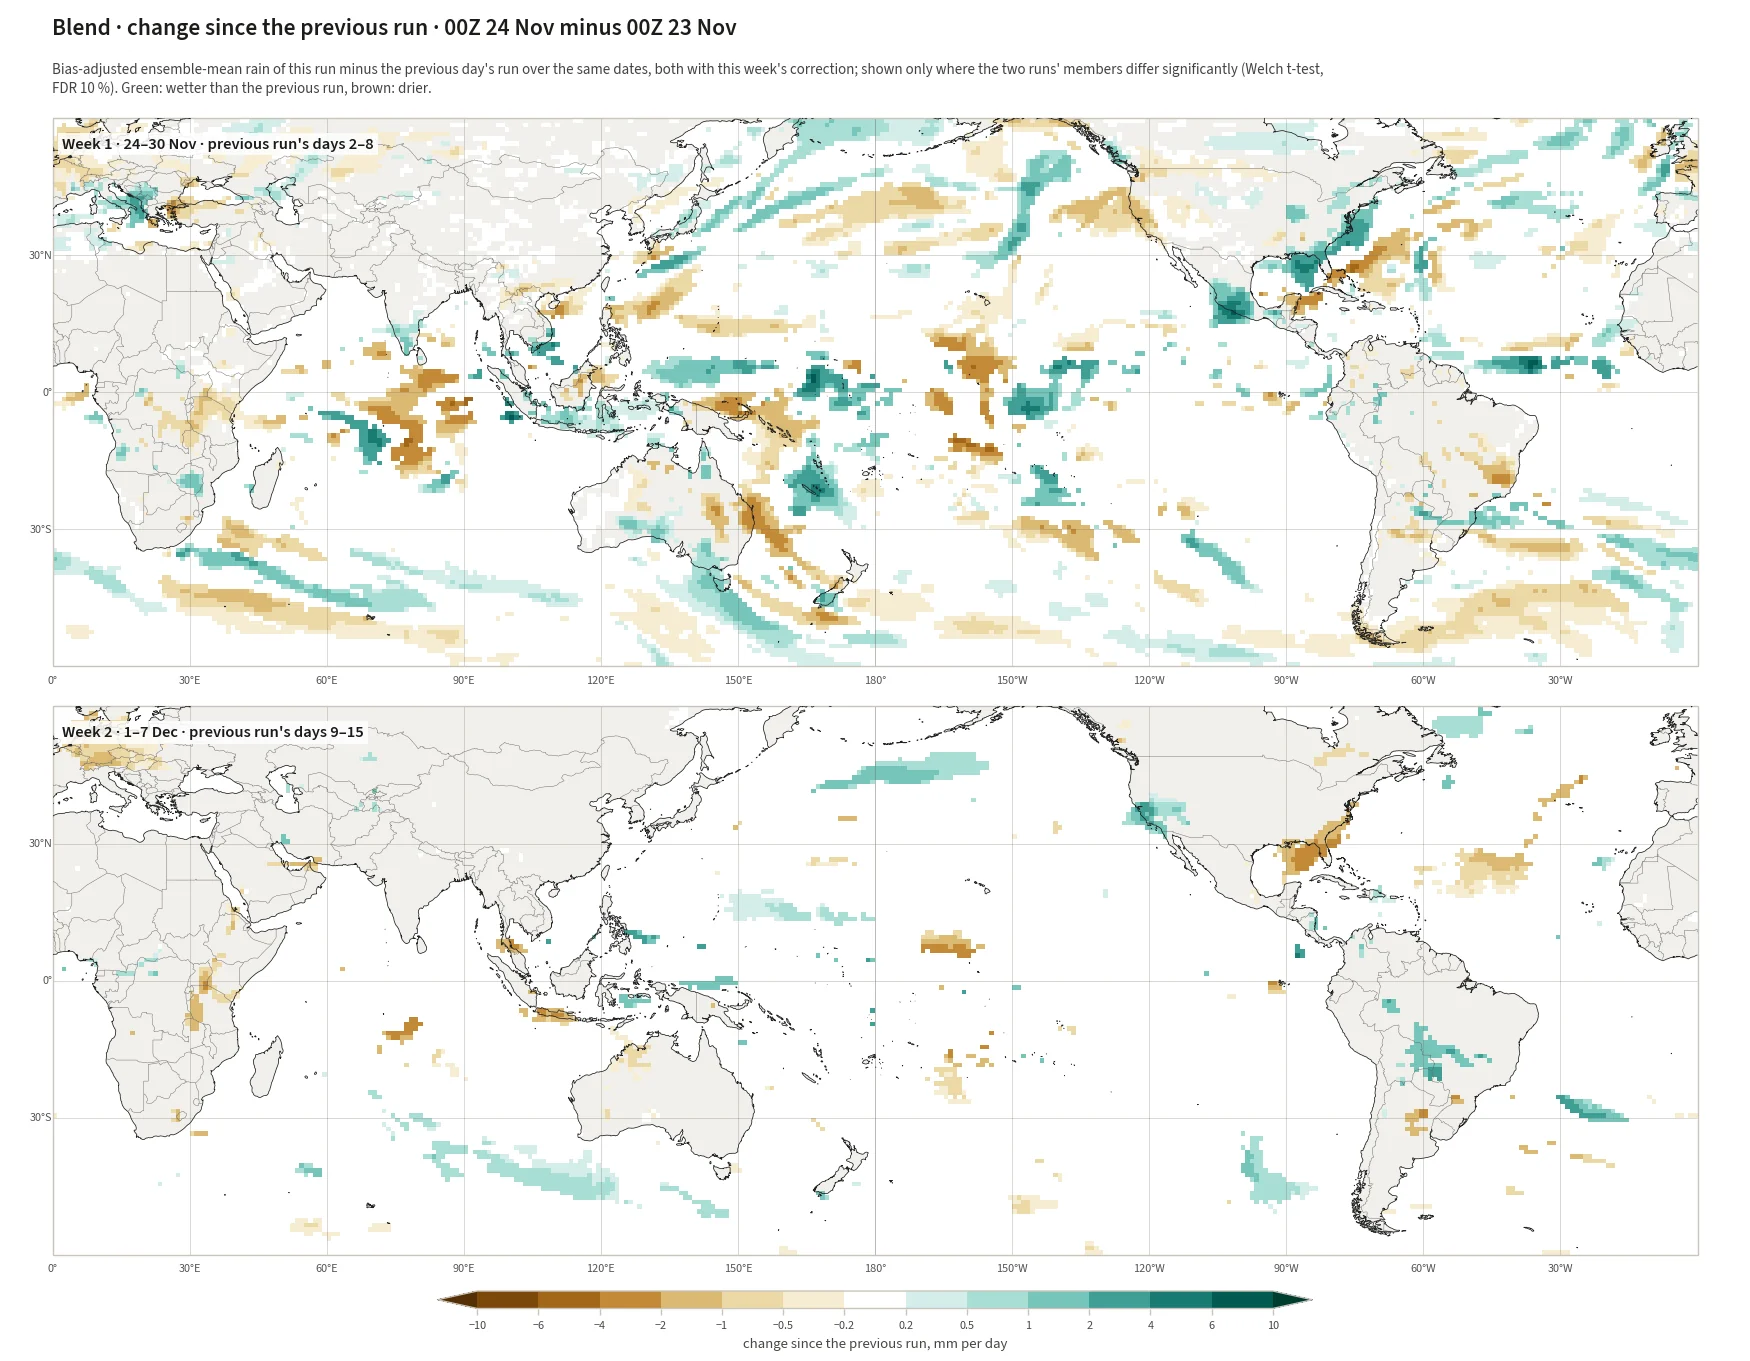 Blend · change since the previous run · 00Z 24 Nov minus 00Z 23 Nov
Bias-adjusted ensemble-mean rain of this run minus the previous day's run over the same dates, both with this week's correction; shown only where the two runs' members differ significantly (Welch t-test,
FDR 10 %). Green: wetter than the previous run, brown: drier.
Week 1 · 24–30 Nov · previous run's days 2–8
30°N
0°
30°S
0° 30°E 60°E 90°E 120°E 150°E 180° 150°W 120°W 90°W 60°W 30°W
Week 2 · 1–7 Dec · previous run's days 9–15
30°N
0°
30°S
0° 30°E 60°E 90°E 120°E 150°E 180° 150°W 120°W 90°W 60°W 30°W
−10 −6 −4 −2 −1 −0.5 −0.2 0.2 0.5 1 2 4 6 10
change since the previous run, mm per day